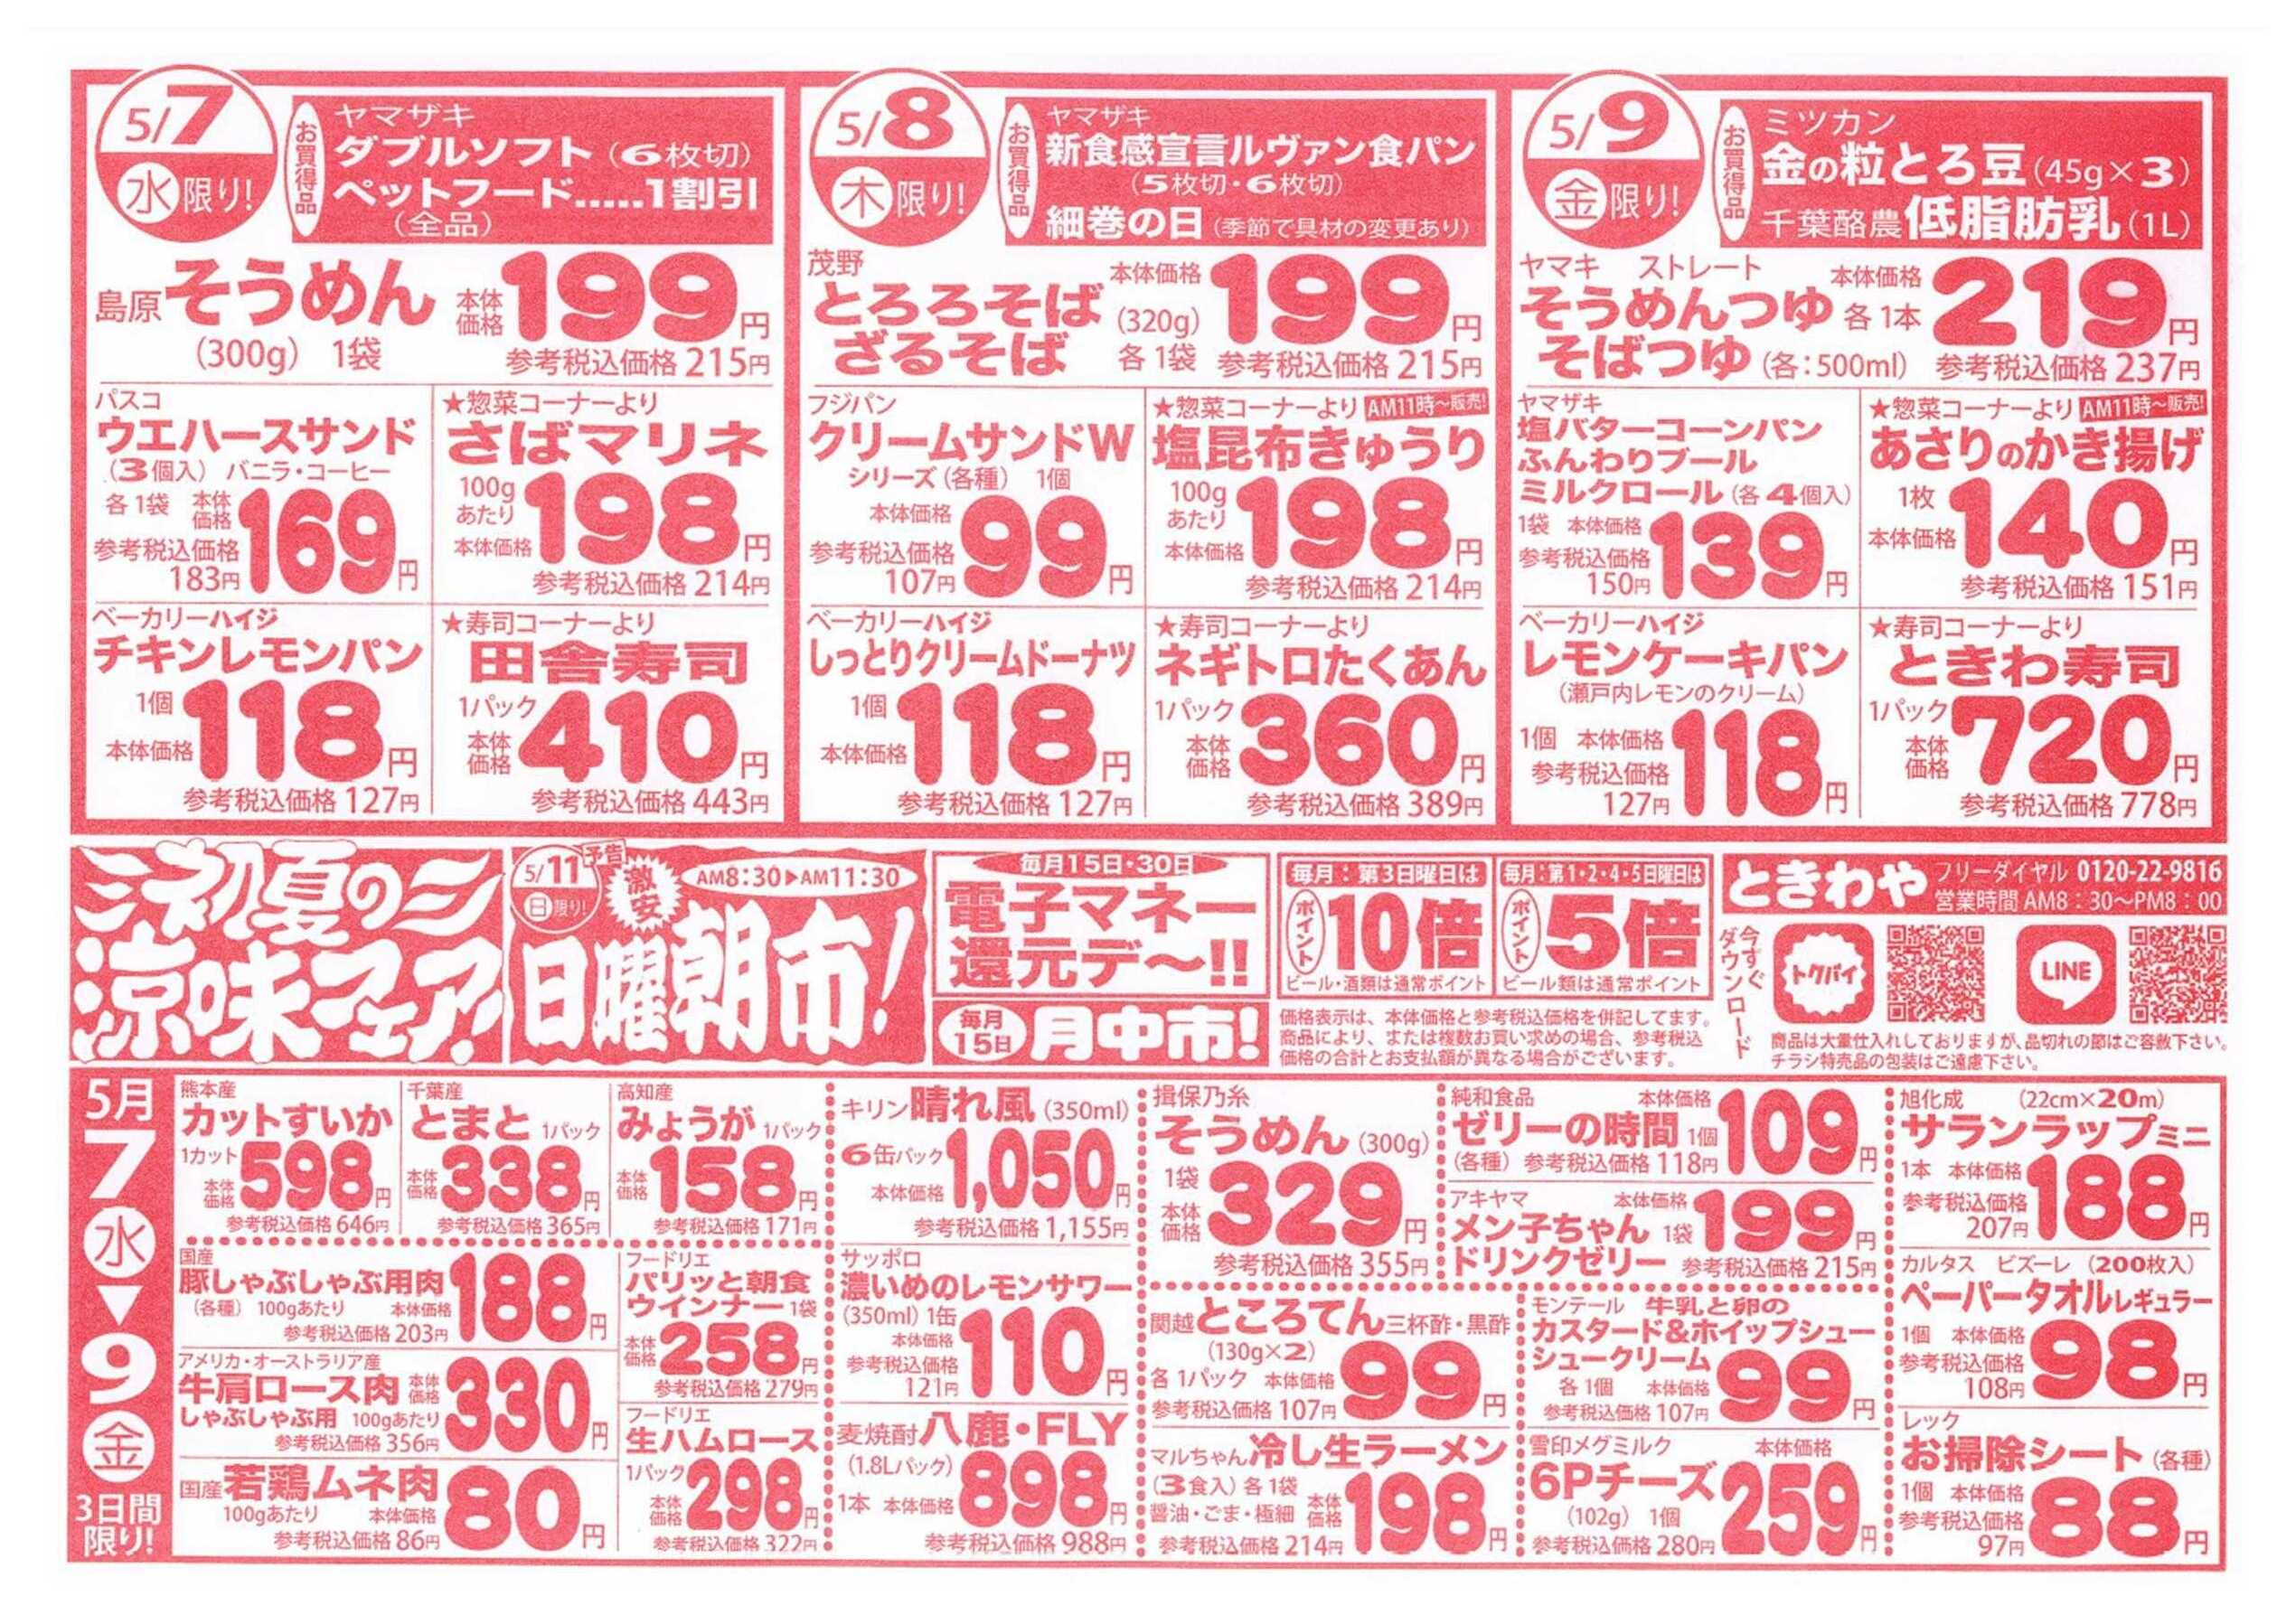 5/7
水限り!
お買得品
ヤマザキ
ダブルソフト(6枚切)
ペットフード.....1割引
(全品)
島原そうめん
(300g) 1袋
本体価格 199円
参考税込価格 215円
パスコ
ウエハースサンド
(3個入) バニラ・コーヒー
各1袋 本体価格 169円
参考税込価格 183円
★惣菜コーナーより
さばマリネ
100gあたり
本体価格 198円
参考税込価格 214円
ベーカリーハイジ
チキンレモンパン
1個
本体価格 118円
参考税込価格 127円
★寿司コーナーより
田舎寿司
1パック
本体価格 410円
参考税込価格 443円
5/8
木限り!
お買得品
ヤマザキ
新食感宣言ルヴァン食パン
(5枚切・6枚切)
細巻の日(季節で具材の変更あり)
茂野
とろろそば
ざるそば
(320g)
各1袋
本体価格 199円
参考税込価格 215円
フジパン
クリームサンドW
シリーズ(各種) 1個
本体価格 99円
参考税込価格 107円
★惣菜コーナーより AM11時〜販売!
塩昆布きゅうり
100gあたり
本体価格 198円
参考税込価格 214円
ベーカリーハイジ
しっとりクリームドーナツ
1個
本体価格 118円
参考税込価格 127円
★寿司コーナーより
ネギトロたくあん
1パック
本体価格 360円
参考税込価格 389円
5/9
金限り!
お買得品
ミツカン
金の粒とろ豆(45g×3)
千葉酪農低脂肪乳(1L)
ヤマキ ストレート
そうめんつゆ
そばつゆ(各:500ml)
本体価格
各1本 219円
参考税込価格 237円
ヤマザキ
塩バターコーンパン
ふんわりブール
ミルクロール(各4個入)
1袋 本体価格 139円
参考税込価格 150円
★惣菜コーナーより AM11時〜販売!
あさりのかき揚げ
1枚
本体価格 140円
参考税込価格 151円
ベーカリーハイジ
レモンケーキパン
(瀬戸内レモンのクリーム)
1個 本体価格 118円
参考税込価格 127円
★寿司コーナーより
ときわ寿司
1パック
本体価格 720円
参考税込価格 778円
初夏の
涼味フェア!
5/11
日限り!
予告
激安
AM8:30▶AM11:30
日曜朝市!
毎月15日・30日
電子マネー
還元デ〜!!
毎月15日 月中市!
毎月:第3日曜日は
ポイント10倍
ビール・酒類は通常ポイント
毎月:第1・2・4・5日曜日は
ポイント5倍
ビール類は通常ポイント
価格表示は、本体価格と参考税込価格を併記してます。
商品により、または複数お買い求めの場合、参考税込
価格の合計とお支払額が異なる場合がございます。
ときわや
フリーダイヤル 0120-22-9816
営業時間 AM8:30〜PM8:00
今すぐ
ダウンロード
トクバイ
LINE
商品は大量仕入れしておりますが、品切れの節はご容赦下さい。
チラシ特売品の包装はご遠慮下さい。
5月
7
水
▼
9
金
3日間
限り!
熊本産
カットすいか
1カット
本体価格 598円
参考税込価格 646円
千葉産
とまと 1パック
本体価格 338円
参考税込価格 365円
高知産
みょうが 1パック
本体価格 158円
参考税込価格 171円
国産
豚しゃぶしゃぶ用肉
(各種) 100gあたり 本体価格 188円
参考税込価格 203円
アメリカ・オーストラリア産
牛肩ロース肉 本体価格 330円
しゃぶしゃぶ用 100gあたり
参考税込価格 356円
国産若鶏ムネ肉
100gあたり 本体価格 80円
参考税込価格 86円
フードリエ
パリッと朝食
ウインナー 1袋
本体価格 258円
参考税込価格 279円
フードリエ
生ハムロース
1パック
本体価格 298円
参考税込価格 322円
キリン晴れ風(350ml)
6缶パック
本体価格 1,050円
参考税込価格 1,155円
サッポロ
濃いめのレモンサワー
(350ml) 1缶
本体価格 110円
参考税込価格 121円
麦焼酎八鹿・FLY
(1.8Lパック)
1本 本体価格 898円
参考税込価格 988円
揖保乃糸
そうめん(300g)
1袋
本体価格 329円
参考税込価格 355円
純和食品
ゼリーの時間 1個
本体価格 109円
(各種) 参考税込価格 118円
アキヤマ
メン子ちゃん
ドリンクゼリー
1袋
本体価格 199円
参考税込価格 215円
関越ところてん三杯酢・黒酢
(130g×2)
各1パック 本体価格 99円
参考税込価格 107円
マルちゃん冷し生ラーメン
(3食入) 各1袋
醤油・ごま・極細 本体価格 198円
参考税込価格 214円
モンテール 牛乳と卵の
カスタード&ホイップシュー
シュークリーム
各1個 本体価格 99円
参考税込価格 107円
雪印メグミルク
6Pチーズ
(102g) 1個
本体価格 259円
参考税込価格 280円
旭化成 (22cm×20m)
サランラップミニ
1本 本体価格 188円
参考税込価格 207円
カルタス ビズーレ (200枚入)
ペーパータオルレギュラー
1個 本体価格 98円
参考税込価格 108円
レック
お掃除シート(各種)
1個 本体価格 88円
参考税込価格 97円